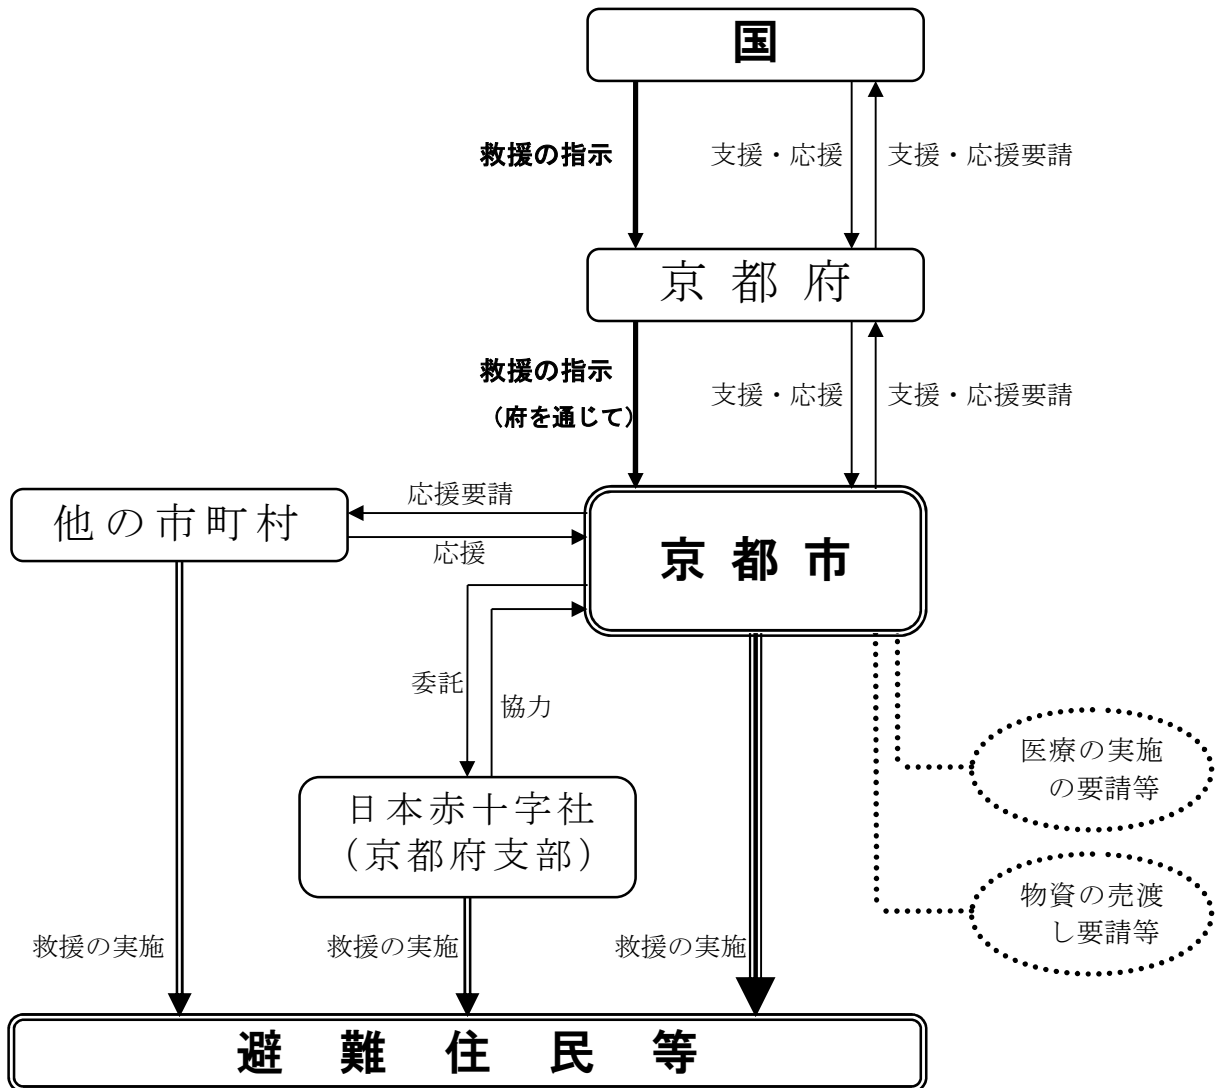 国
救援の指示
支援・応援
支援・応援要請
京都府
救援の指示
（府を通じて）
支援・応援
支援・応援要請
他の市町村
応援要請
応援
京都市
委託
協力
医療の実施
の要請等
日本赤十字社
（京都府支部）
物資の売渡
し要請等
救援の実施
救援の実施
救援の実施
避難住民等